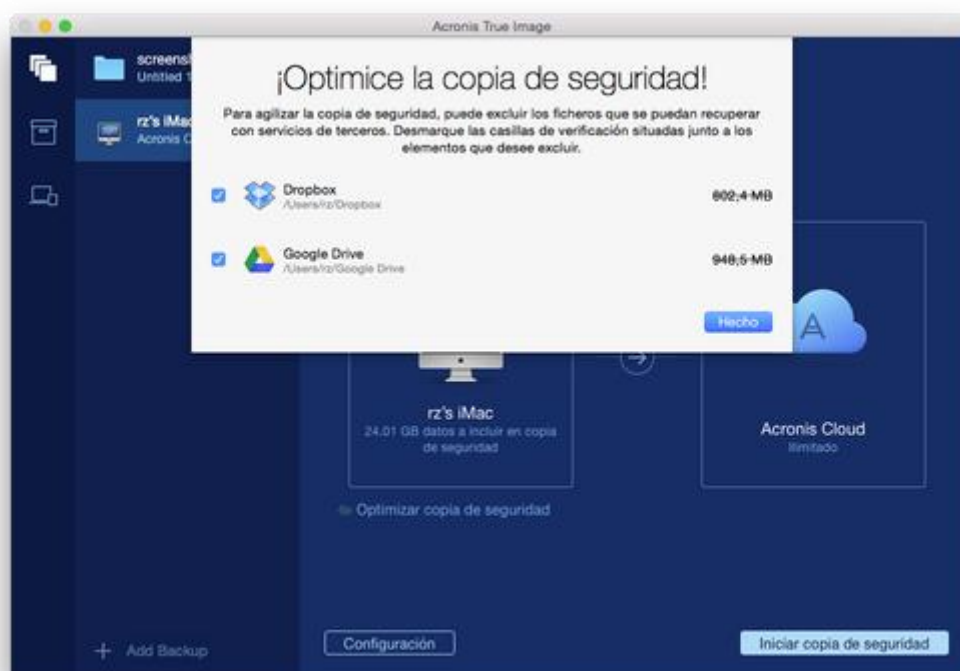 Acronis True Image
screens
Untitled 1
rz's iMac
Acronis C
¡Optimice la copia de seguridad!
Para agilizar la copia de seguridad, puede excluir los ficheros que se puedan recuperar
con servicios de terceros. Desmarque las casillas de verificación situadas junto a los
elementos que desee excluir.
Dropbox
/Users/rz/Dropbox
602,4 MB
Google Drive
/Users/rz/Google Drive
948,5 MB
Hecho
rz's iMac
24.01 GB datos a incluir en copia
de seguridad
Acronis Cloud
Ilimitado
Optimizar copia de seguridad
Add Backup
Configuración
Iniciar copia de seguridad